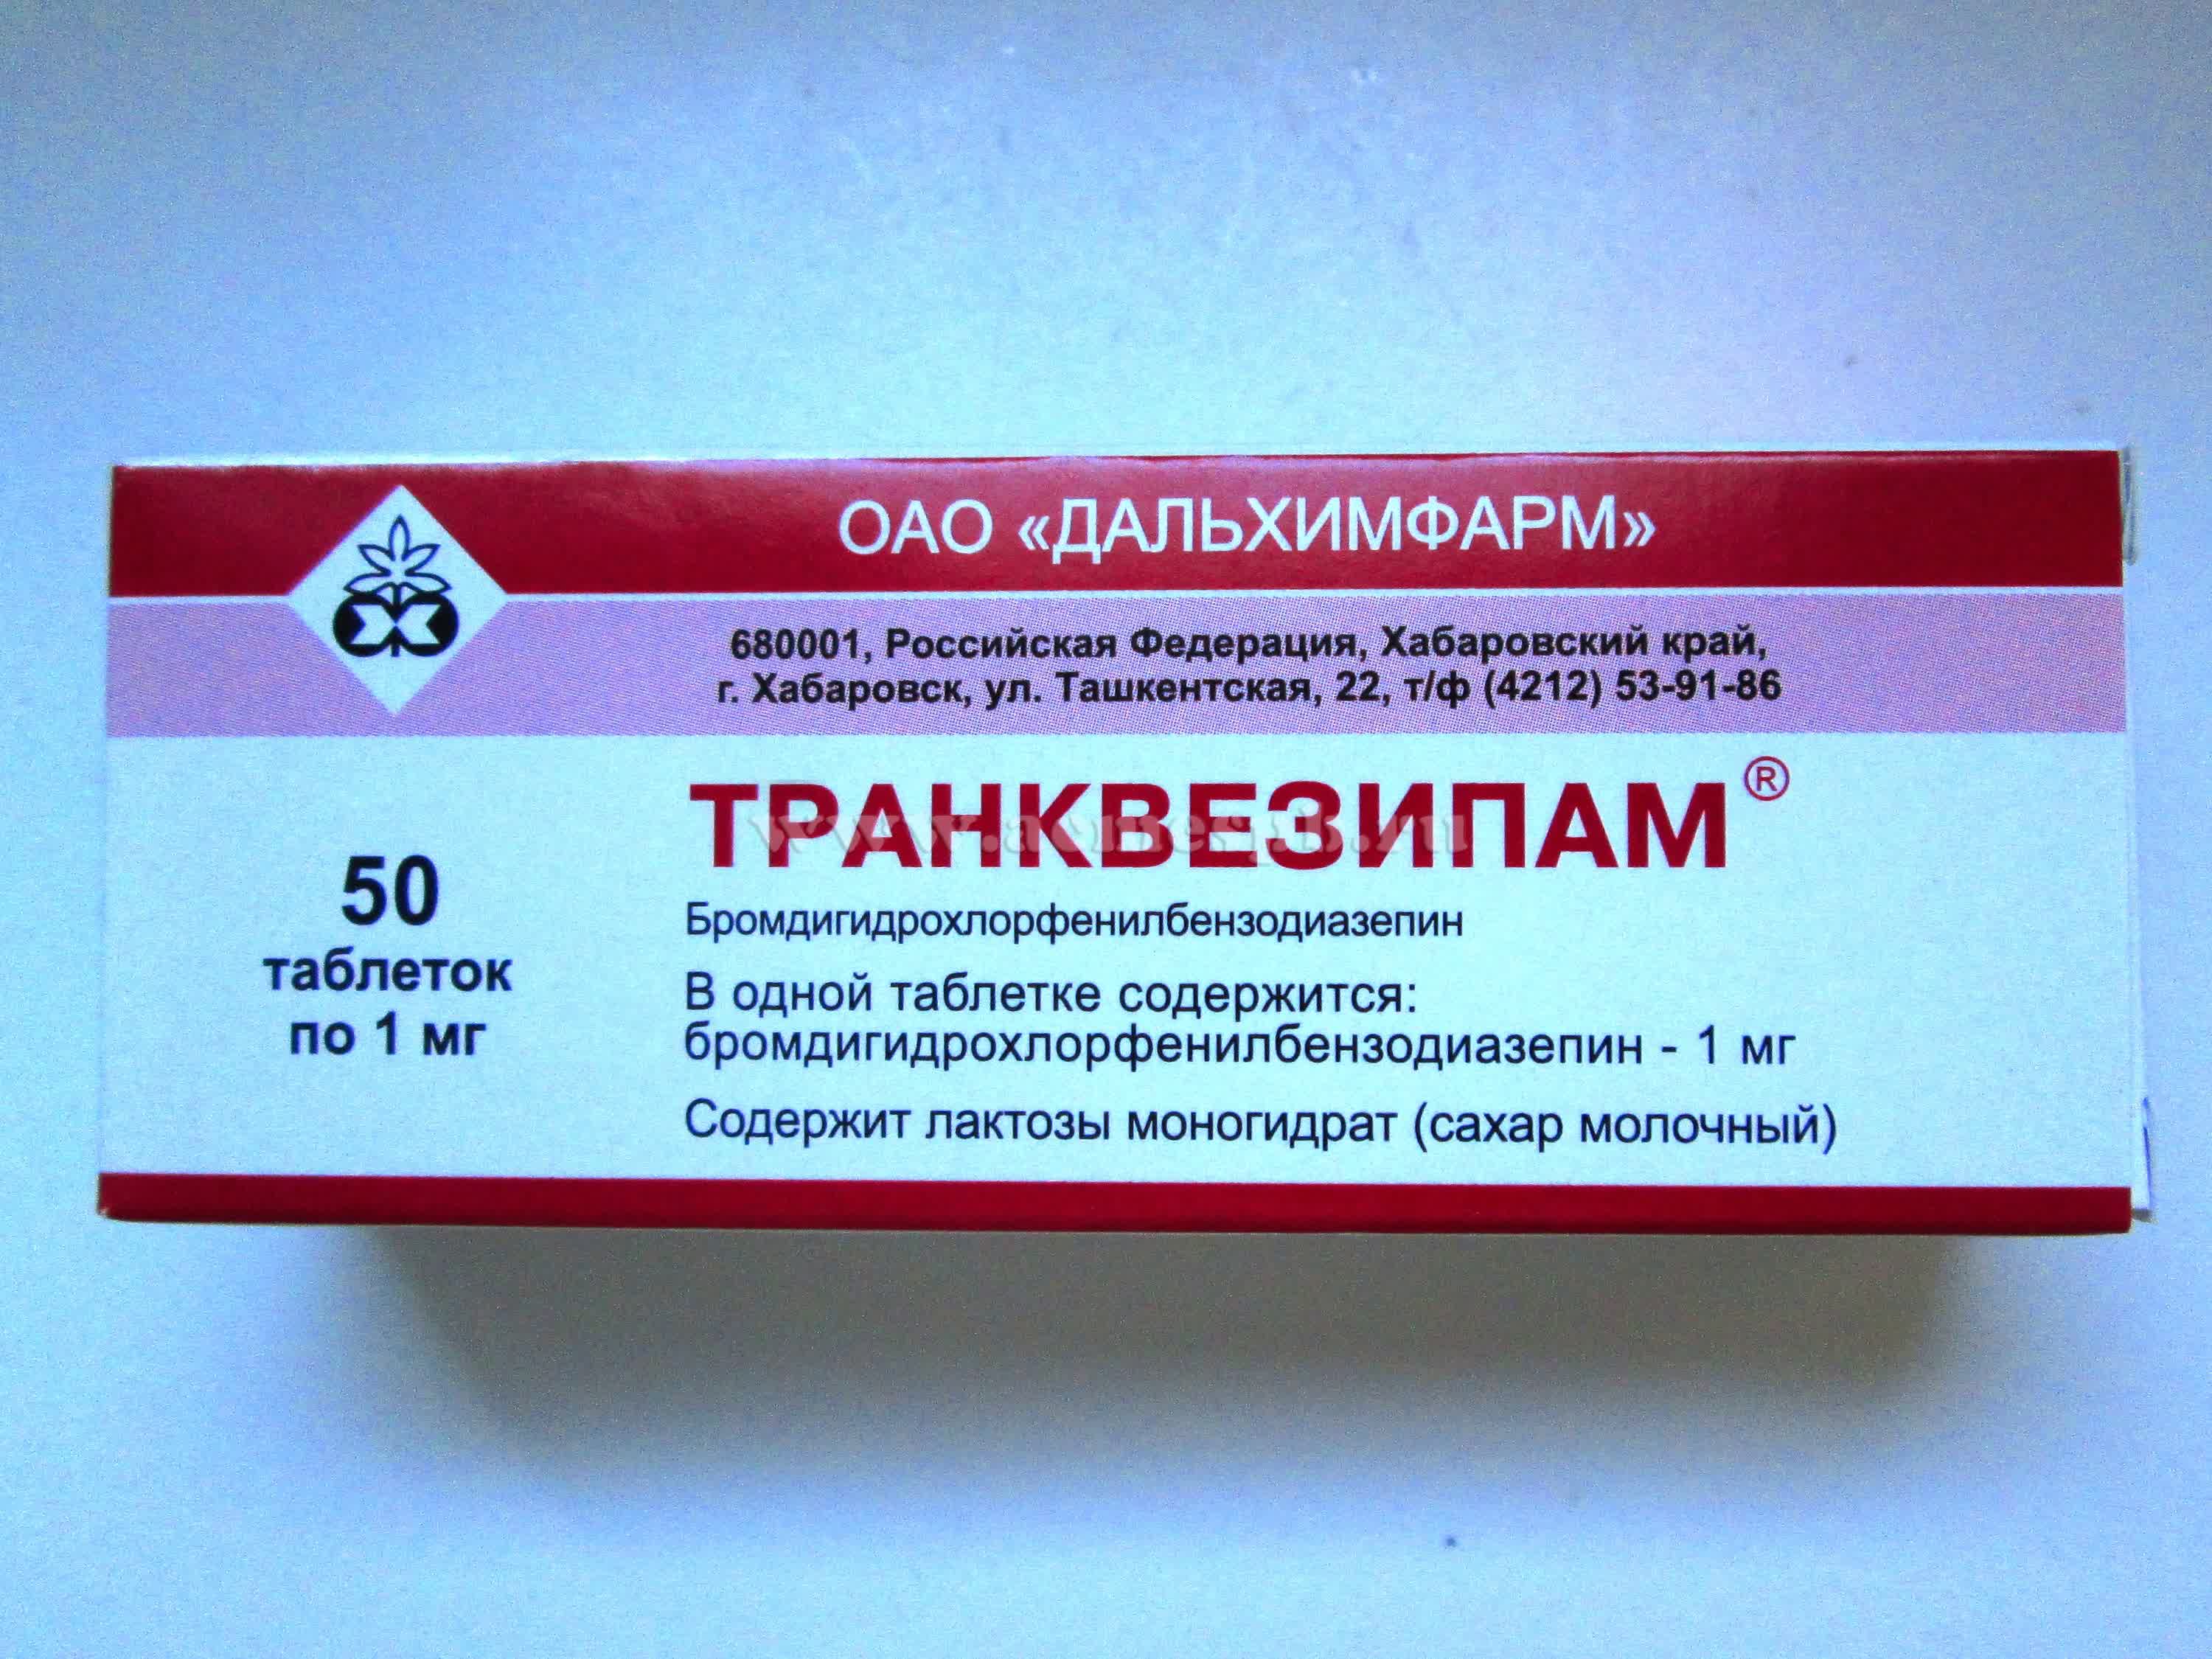 ОАО «ДАЛЬХИМФАРМ»
680001, Российская Федерация, Хабаровский край,
г. Хабаровск, ул. Ташкентская, 22, т/ф (4212) 53-91-86
ТРАНКВЕЗИПАМ®
Бромдигидрохлорфенилбензодиазепин
В одной таблетке содержится:
бромдигидрохлорфенилбензодиазепин - 1 мг
Содержит лактозы моногидрат (сахар молочный)
50
таблеток
по 1 мг